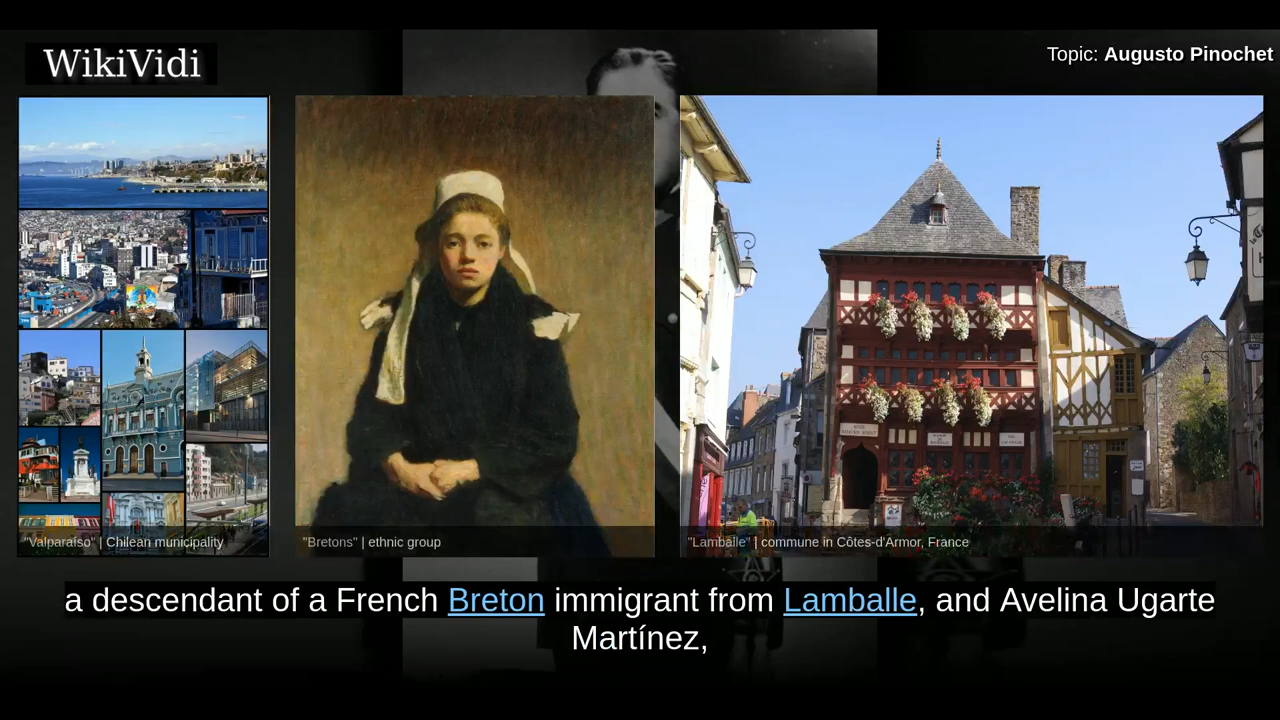 WikiVidi
Topic: Augusto Pinochet
"Valparaíso" | Chilean municipality
"Bretons" | ethnic group
"Lamballe" | commune in Côtes-d'Armor, France
a descendant of a French Breton immigrant from Lamballe, and Avelina Ugarte
Martínez,